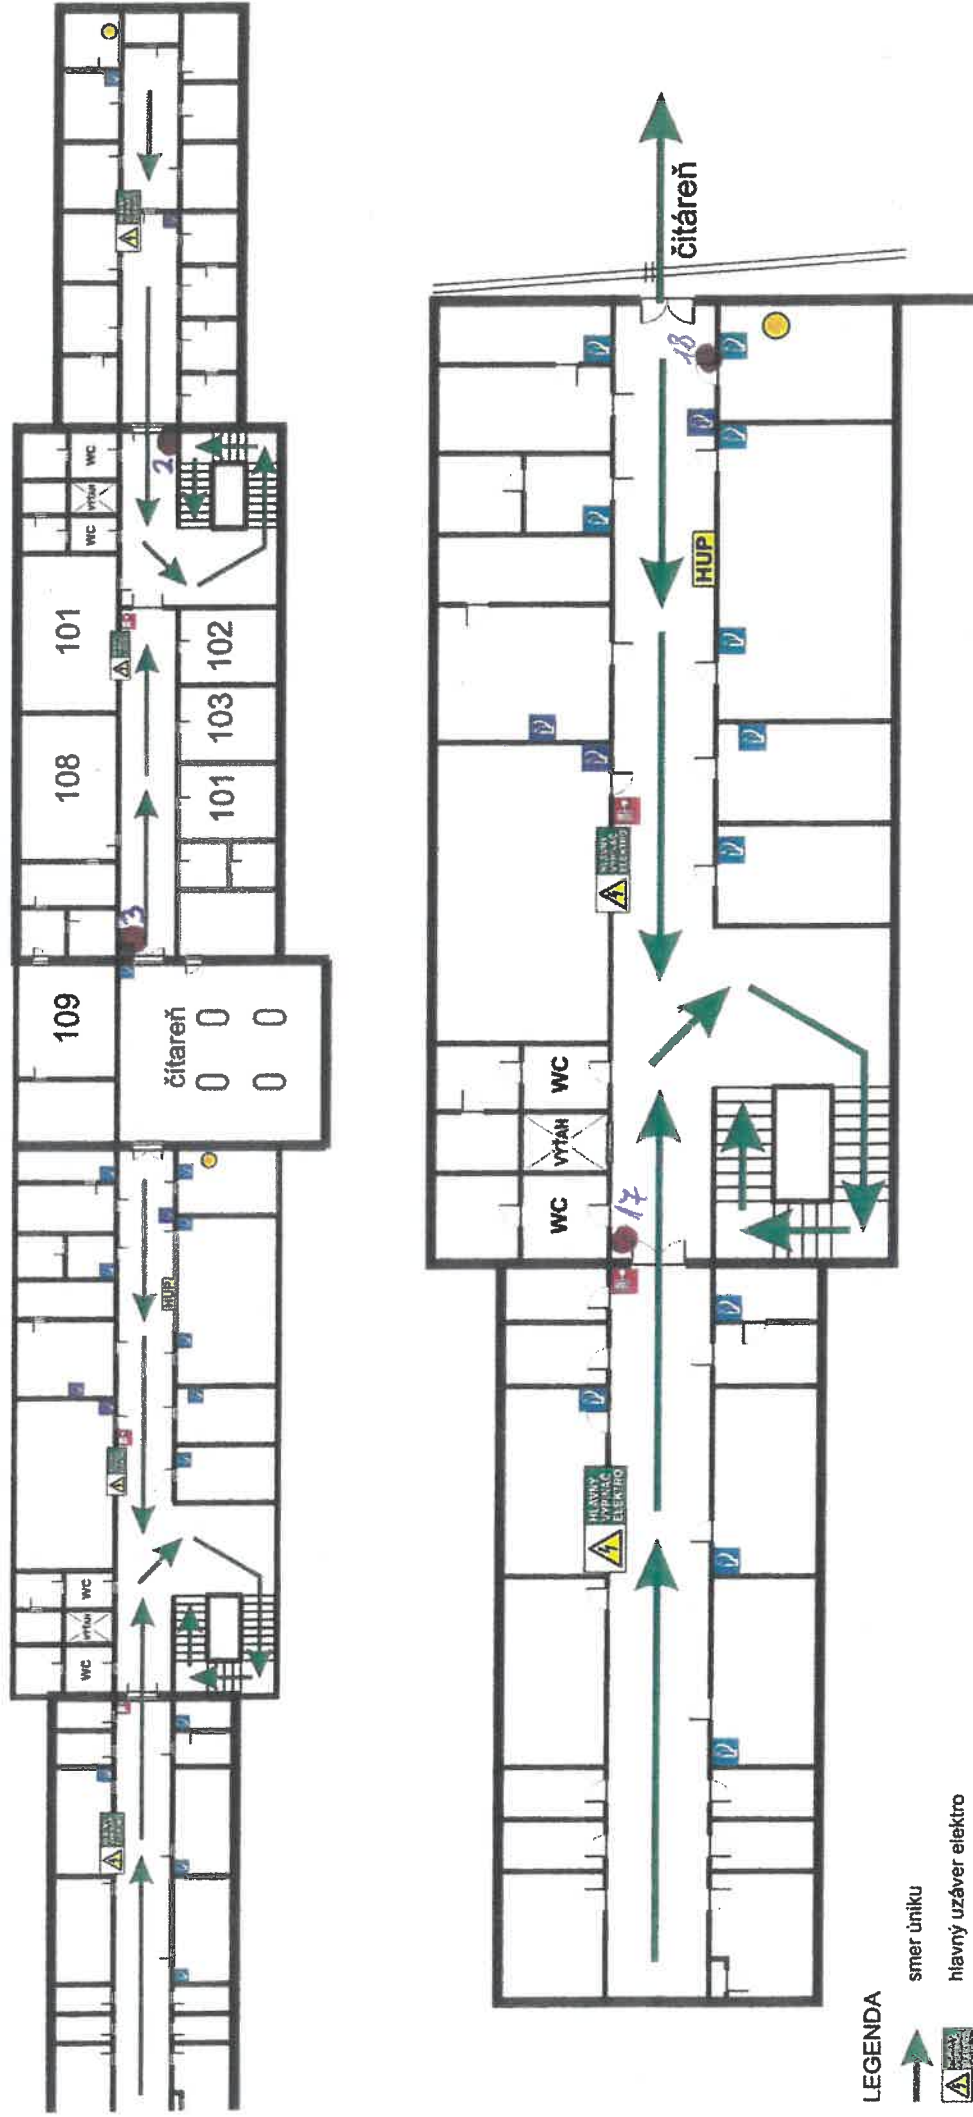 WC
VÝŤAH
WC
2
101
108
102
103
101
3
109
čítáreň
HUP
WC
VÝŤAH
WC
čitáreň
18
HUP
HLAVNÝ
VYPÍNAČ
ELEKTRO
WC
VÝŤAH
WC
17
HLAVNÝ
VYPÍNAČ
ELEKTRO
LEGENDA
smer úniku
hlavný uzáver elektro